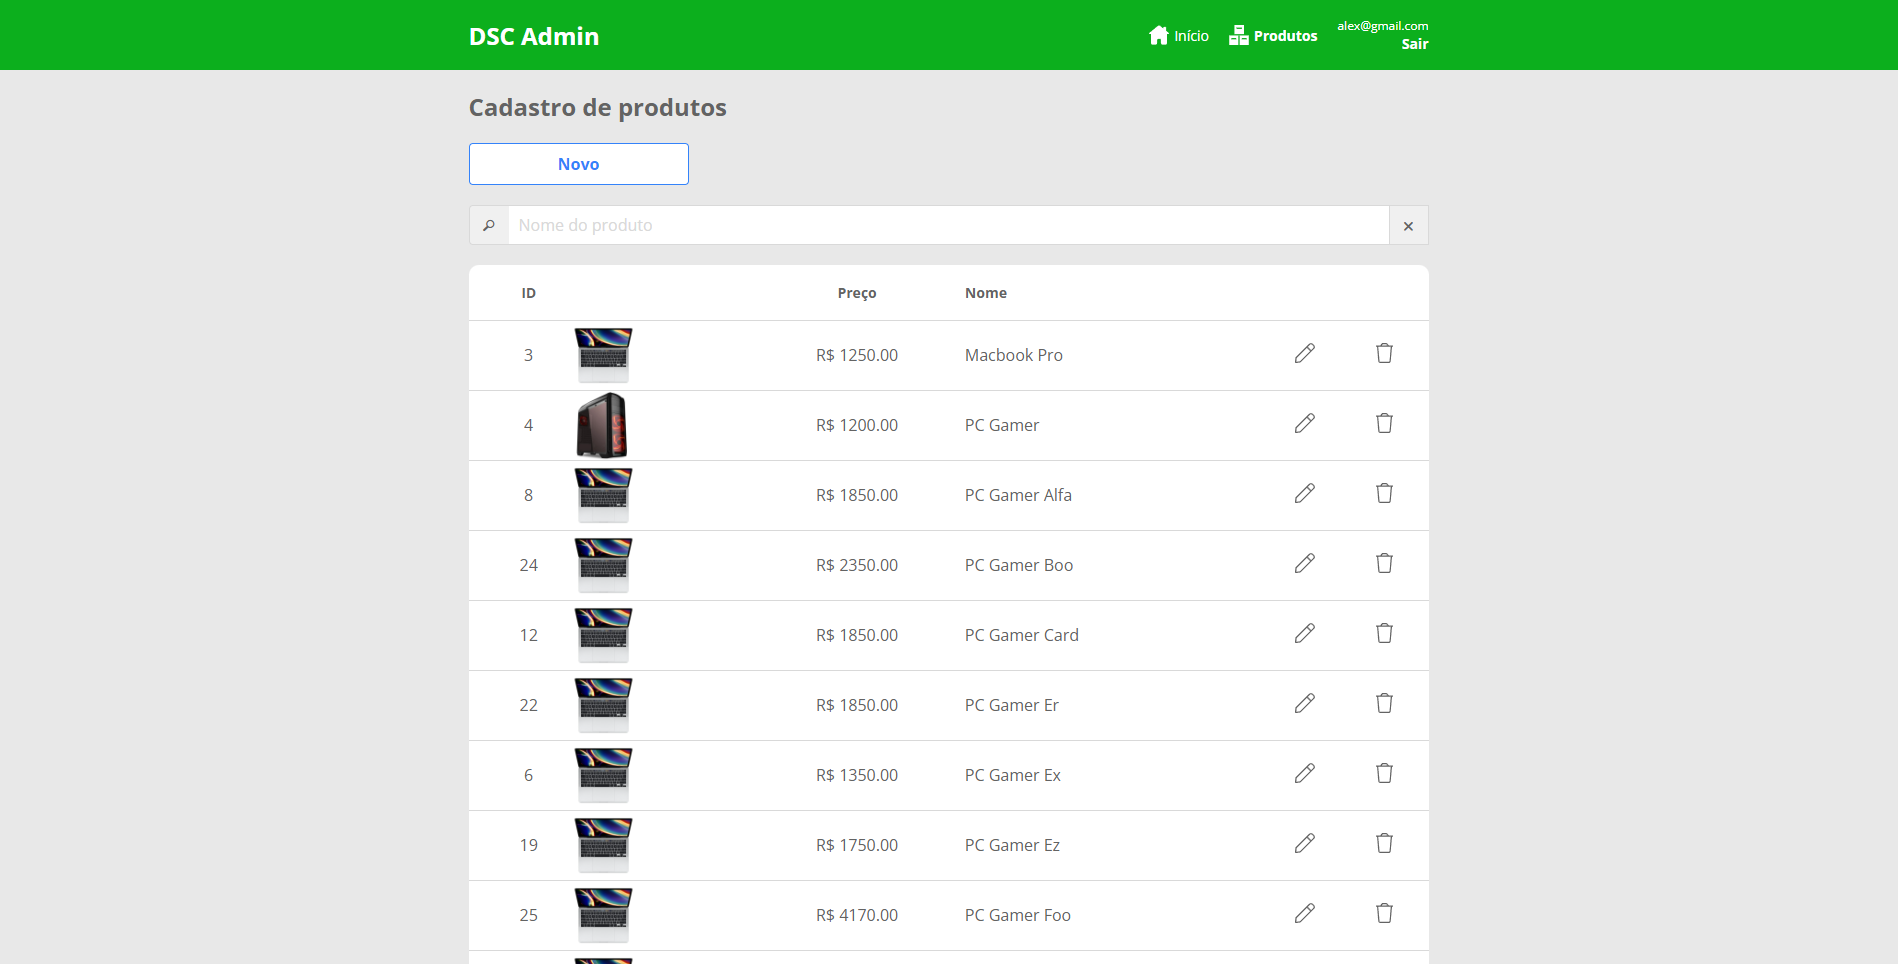 DSC Admin
Início
Produtos
alex@gmail.com
Sair
Cadastro de produtos
Novo
Nome do produto
ID Preço Nome
3 R$ 1250.00 Macbook Pro
4 R$ 1200.00 PC Gamer
8 R$ 1850.00 PC Gamer Alfa
24 R$ 2350.00 PC Gamer Boo
12 R$ 1850.00 PC Gamer Card
22 R$ 1850.00 PC Gamer Er
6 R$ 1350.00 PC Gamer Ex
19 R$ 1750.00 PC Gamer Ez
25 R$ 4170.00 PC Gamer Foo